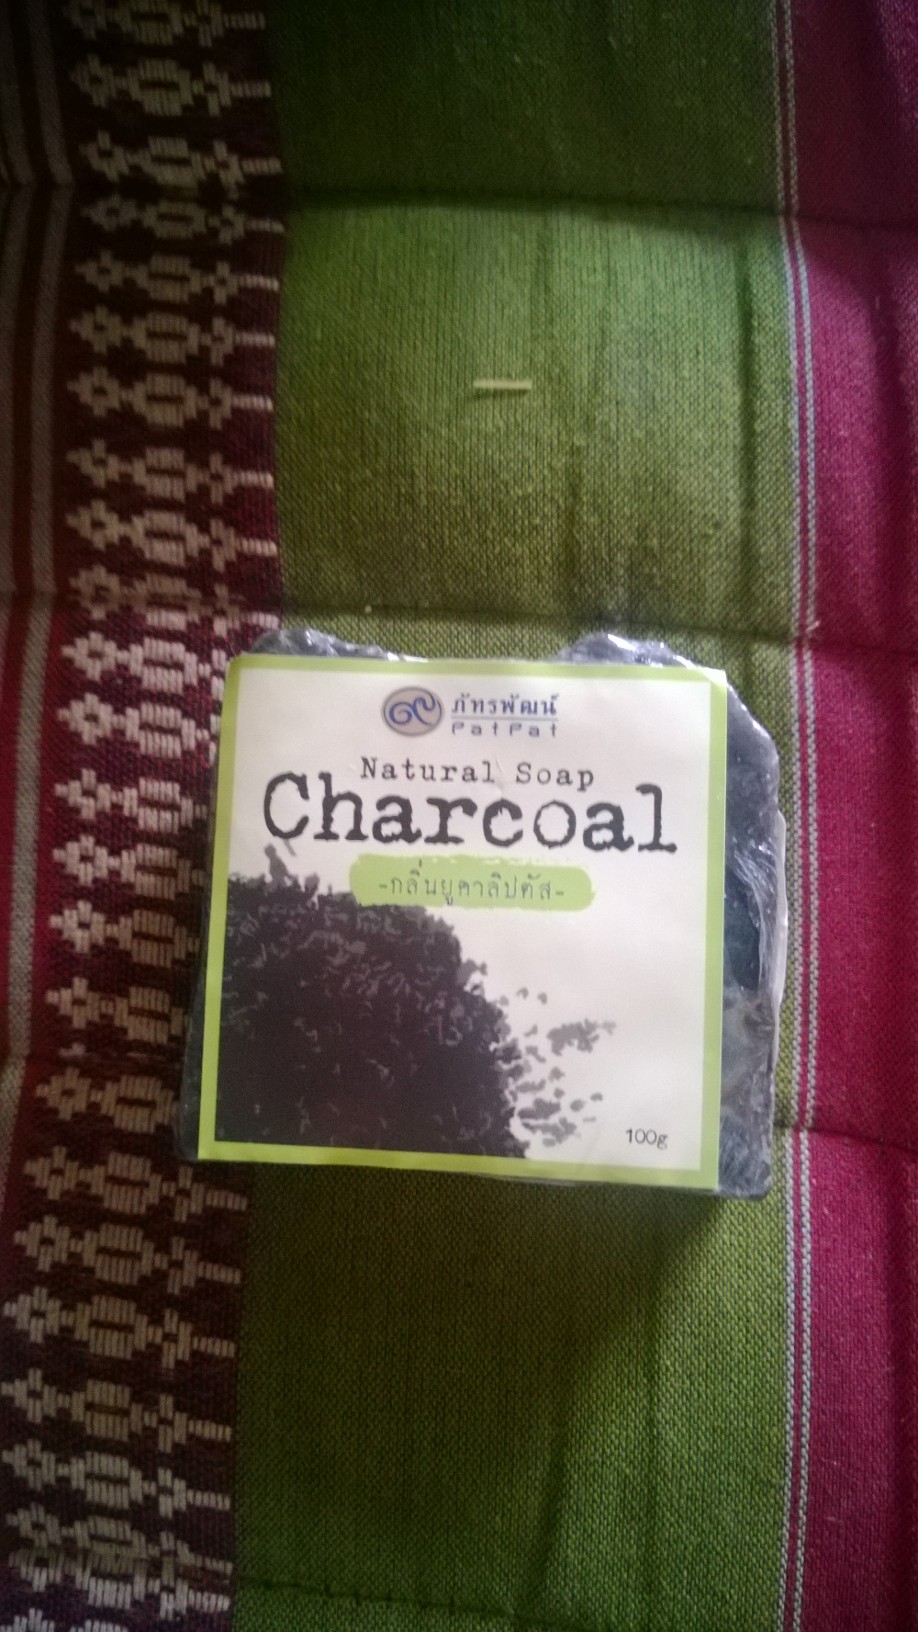 ภัทรพัฒน์
PatPat
Natural Soap
Charcoal
-กลิ่นยูคาลิปตัส-
100g